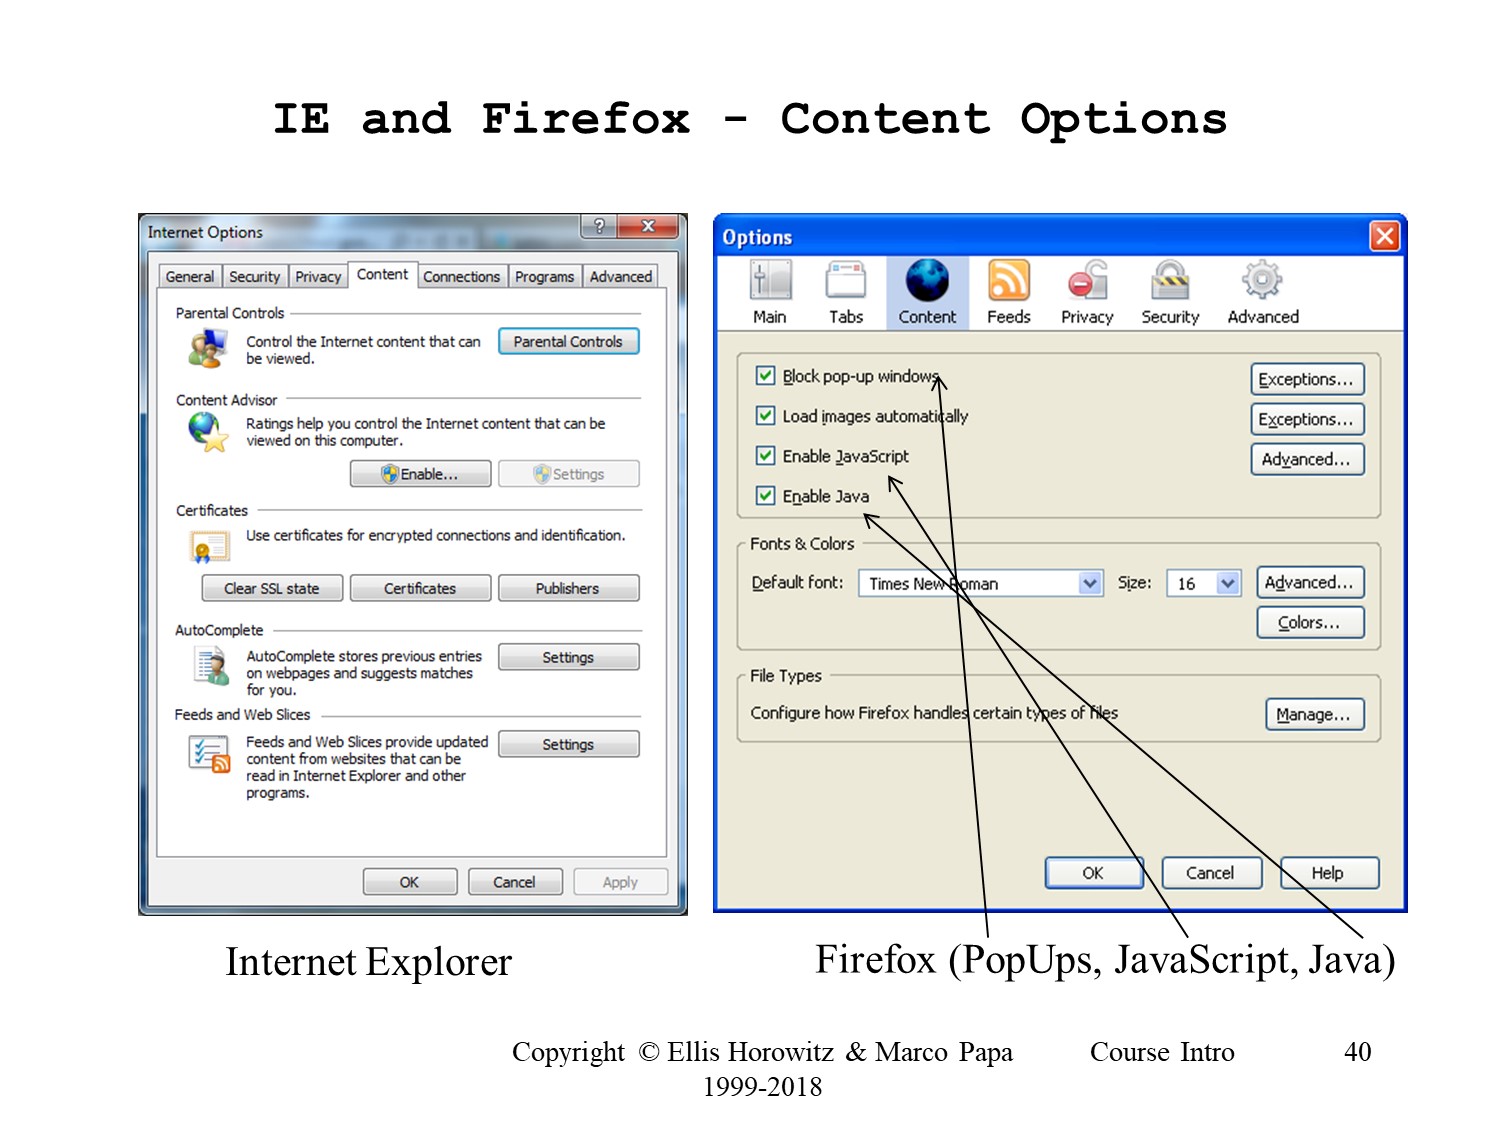 IE and Firefox - Content Options
Internet Options
?
General Security Privacy Content Connections Programs Advanced
Parental Controls
Control the Internet content that can
be viewed.
Parental Controls
Content Advisor
Ratings help you control the Internet content that can be
viewed on this computer.
Enable...
Settings
Certificates
Use certificates for encrypted connections and identification.
Clear SSL state
Certificates
Publishers
AutoComplete
AutoComplete stores previous entries
on webpages and suggests matches
for you.
Settings
Feeds and Web Slices
Feeds and Web Slices provide updated
content from websites that can be
read in Internet Explorer and other
programs.
Settings
OK
Cancel
Apply
Options
Main Tabs Content Feeds Privacy Security Advanced
Block pop-up windows
Exceptions...
Load images automatically
Exceptions...
Enable JavaScript
Advanced...
Enable Java
Fonts & Colors
Default font: Times New Roman Size: 16 Advanced...
Colors...
File Types
Configure how Firefox handles certain types of files
Manage...
OK
Cancel
Help
Internet Explorer
Firefox (PopUps, JavaScript, Java)
Copyright © Ellis Horowitz & Marco Papa
1999-2018
Course Intro
40